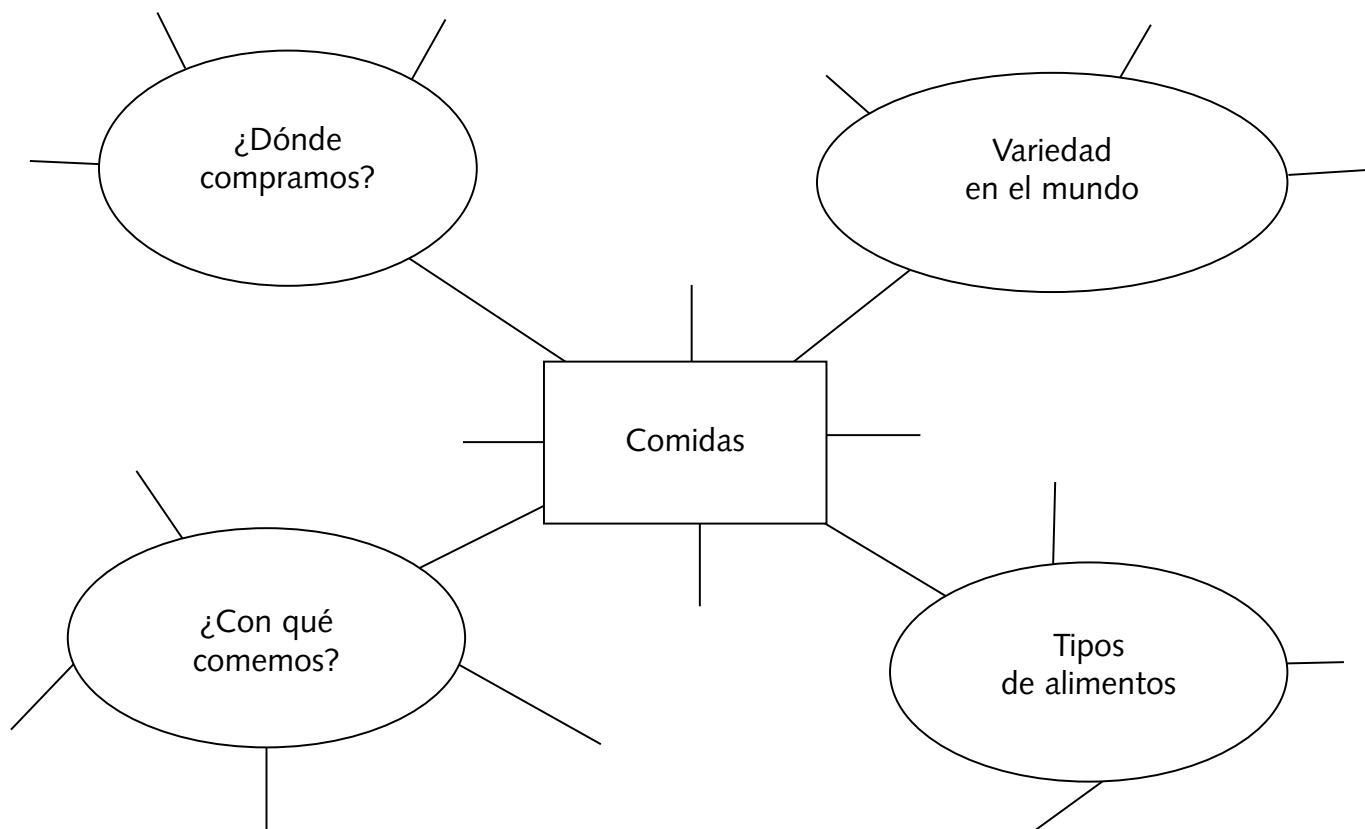 ¿Dónde
compramos?
Variedad
en el mundo
Comidas
¿Con qué
comemos?
Tipos
de alimentos